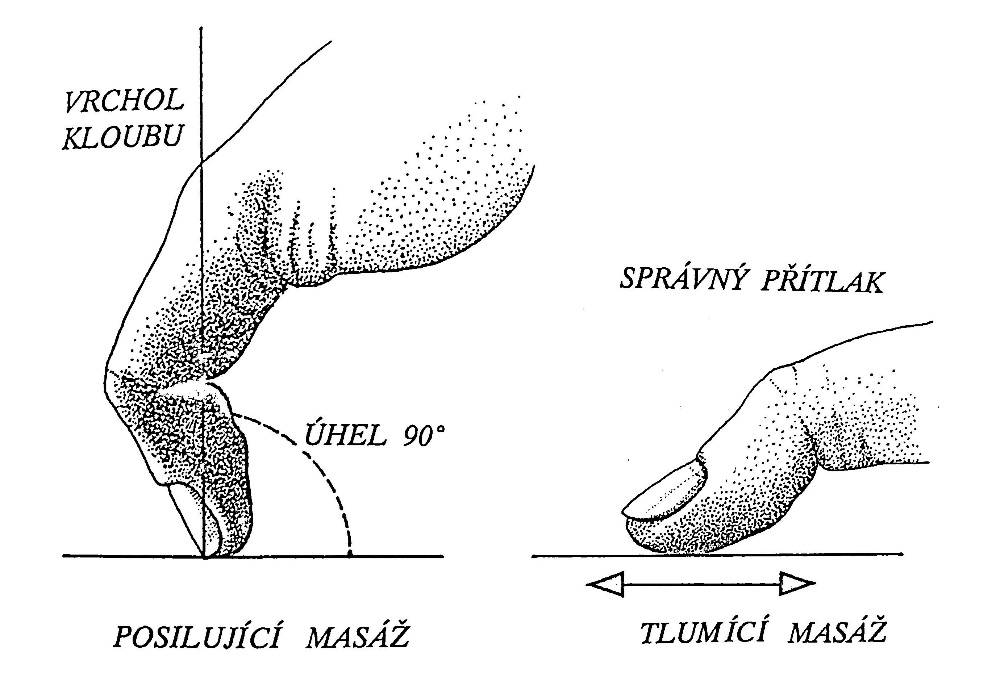 VRCHOL
KLOUBU
ÚHEL 90°
POSILUJÍCÍ MASÁŽ
SPRÁVNÝ PŘÍTLAK
TLUMÍCÍ MASÁŽ